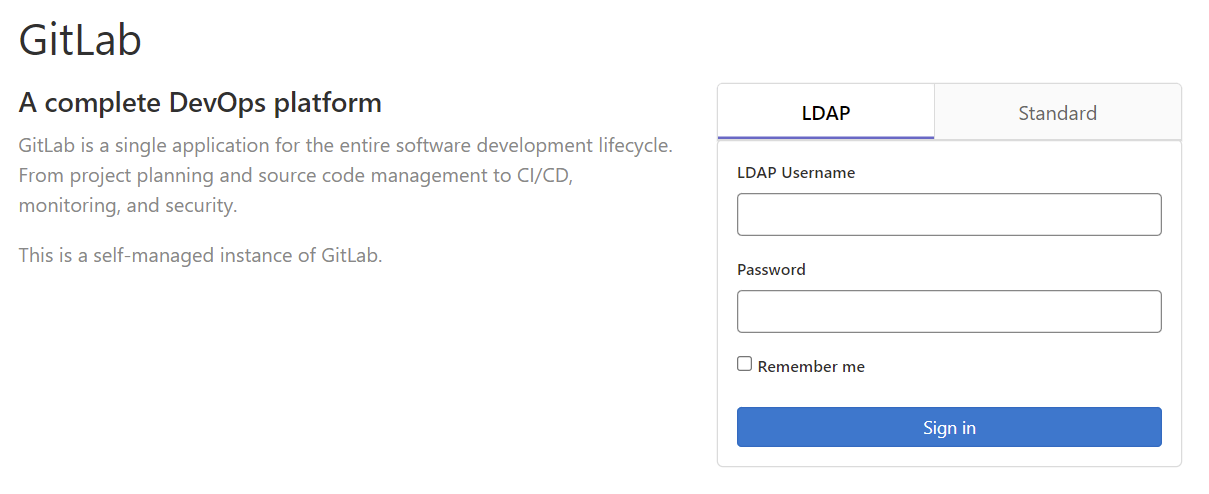 GitLab
A complete DevOps platform
GitLab is a single application for the entire software development lifecycle.
From project planning and source code management to CI/CD,
monitoring, and security.
This is a self-managed instance of GitLab.
LDAP
Standard
LDAP Username
Password
Remember me
Sign in